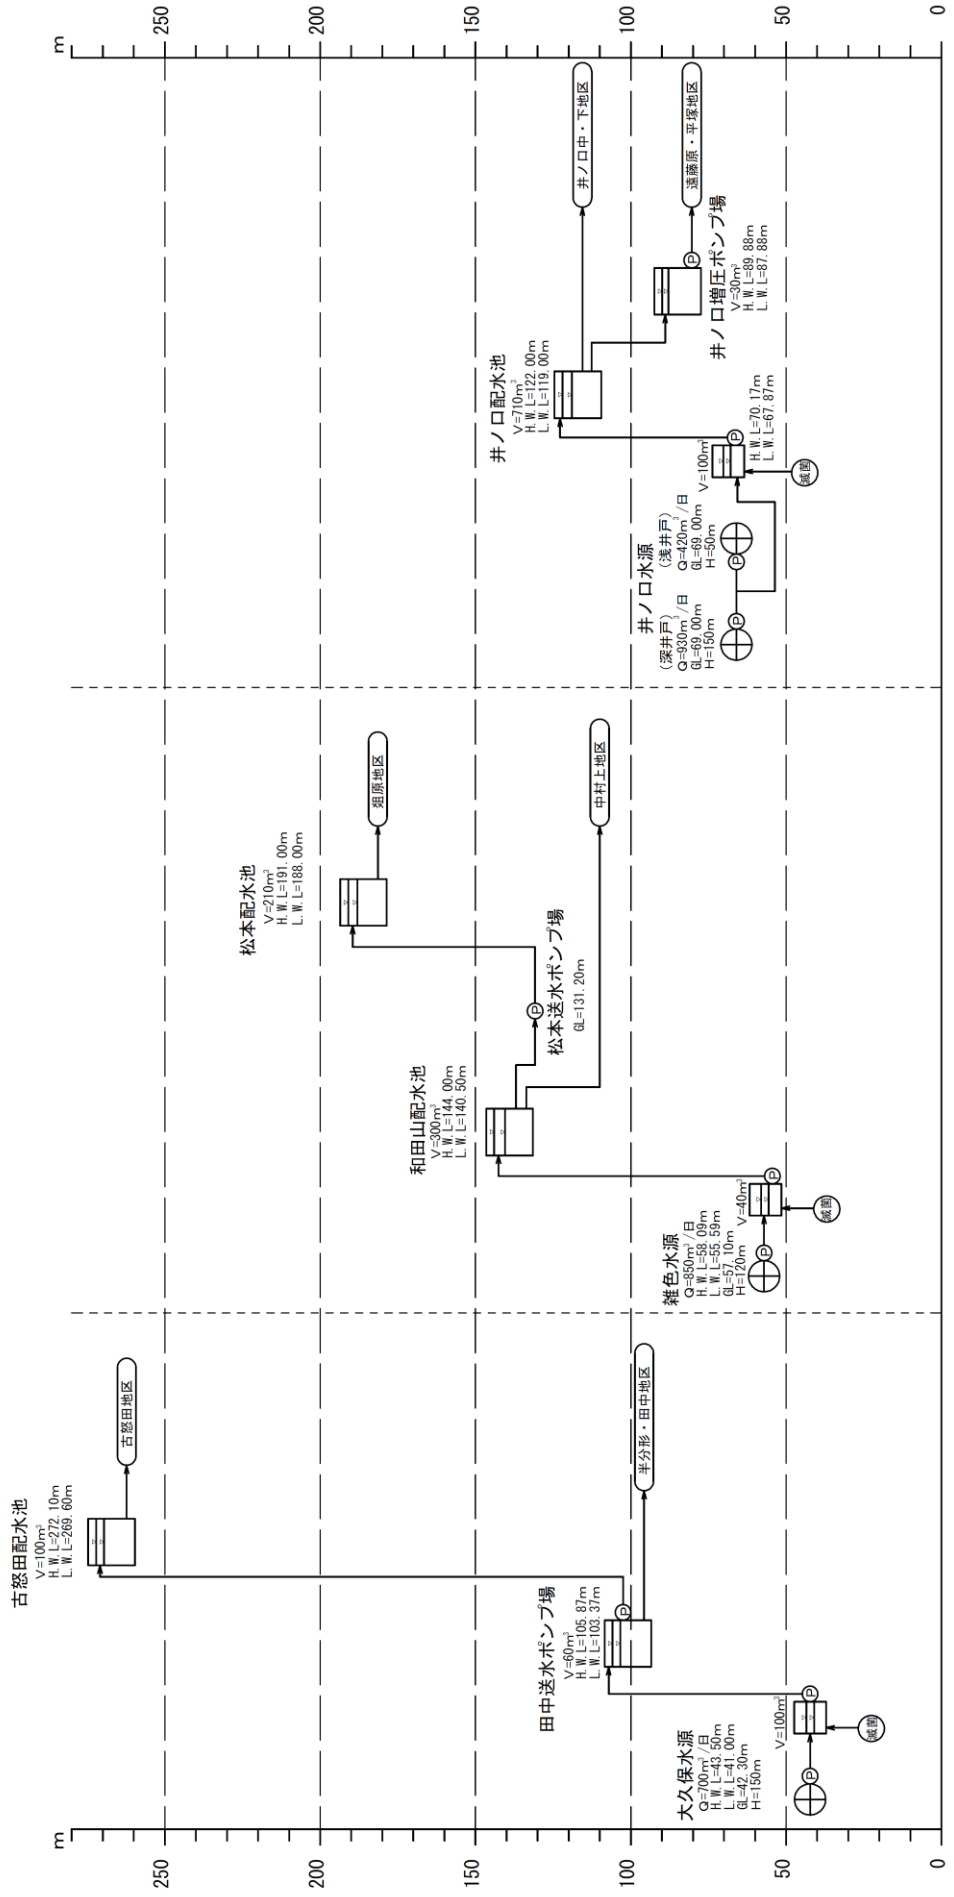 m
250
200
150
100
50
0
古怒田配水池
V=100m³
H.W.L=272.10m
L.W.L=269.60m
古怒田地区
田中送水ポンプ場
V=60m³
H.W.L=105.87m
L.W.L=103.37m
P
半分形・田中地区
大久保水源
Q=700m³/日
H.W.L=43.50m
L.W.L=41.00m
GL=42.30m
H=150m
V=100m³
P
P
滅菌
松本配水池
V=210m³
H.W.L=191.00m
L.W.L=188.00m
和田山配水池
V=300m³
H.W.L=144.00m
L.W.L=140.50m
P
松本送水ポンプ場
GL=131.20m
中村上地区
雑色水源
Q=850m³/日
H.W.L=58.09m
L.W.L=55.59m
GL=57.10m
H=120m
V=40m³
P
P
滅菌
井ノ口配水池
V=710m³
H.W.L=122.00m
L.W.L=119.00m
井ノ口中・下地区
井ノ口増圧ポンプ場
V=30m³
H.W.L=89.88m
L.W.L=87.88m
P
遠藤原・平塚地区
井ノ口水源
(深井戸)
Q=930m³/日
GL=69.00m
H=150m
(浅井戸)
Q=420m³/日
GL=69.00m
H=50m
P
P
V=100m³
P
H.W.L=70.17m
L.W.L=67.87m
滅菌
m
250
200
150
100
50
0